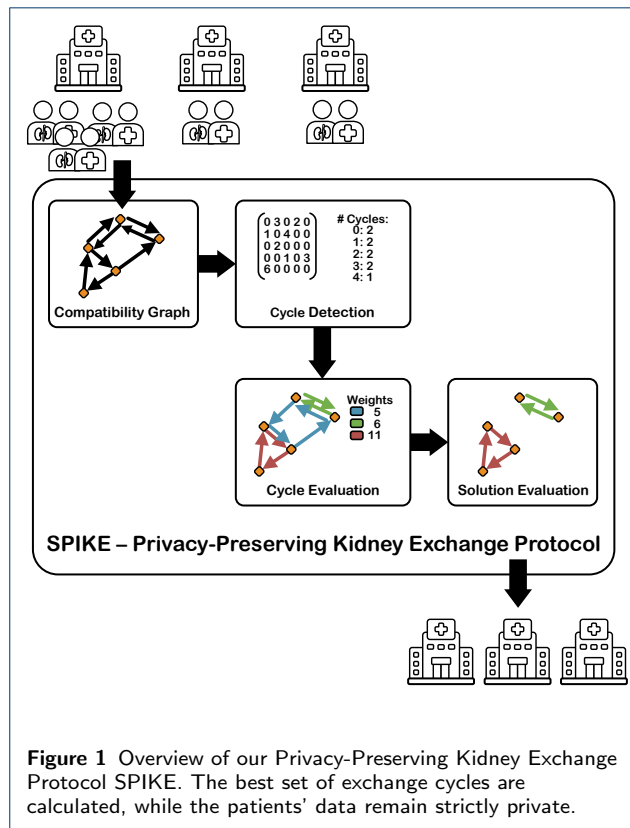 0 3 0 2 0
1 0 4 0 0
0 2 0 0 0
0 0 1 0 3
6 0 0 0 0
# Cycles:
0: 2
1: 2
2: 2
3: 2
4: 1
Compatibility Graph
Cycle Detection
Weights
5
6
11
Cycle Evaluation
Solution Evaluation
SPIKE – Privacy-Preserving Kidney Exchange Protocol
Figure 1 Overview of our Privacy-Preserving Kidney Exchange
Protocol SPIKE. The best set of exchange cycles are
calculated, while the patients' data remain strictly private.